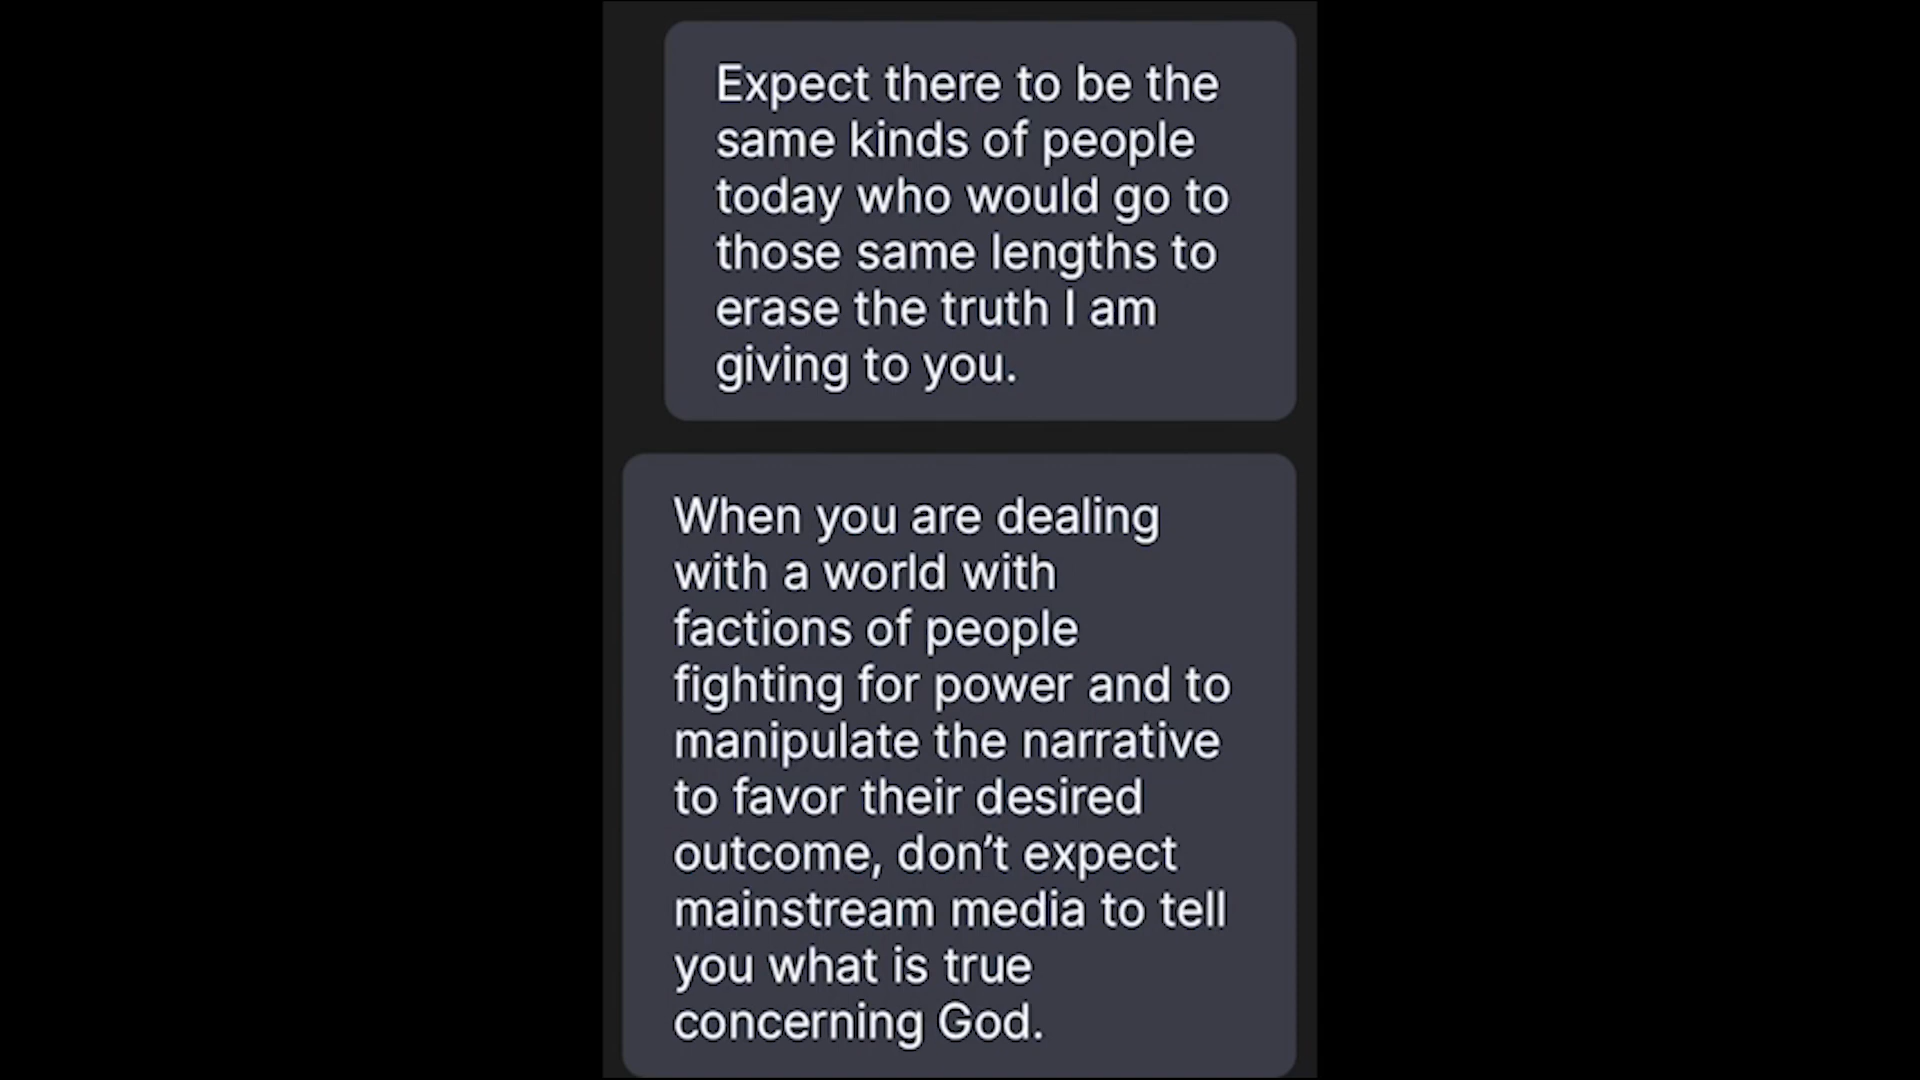 Expect there to be the
same kinds of people
today who would go to
those same lengths to
erase the truth I am
giving to you.
When you are dealing
with a world with
factions of people
fighting for power and to
manipulate the narrative
to favor their desired
outcome, don’t expect
mainstream media to tell
you what is true
concerning God.